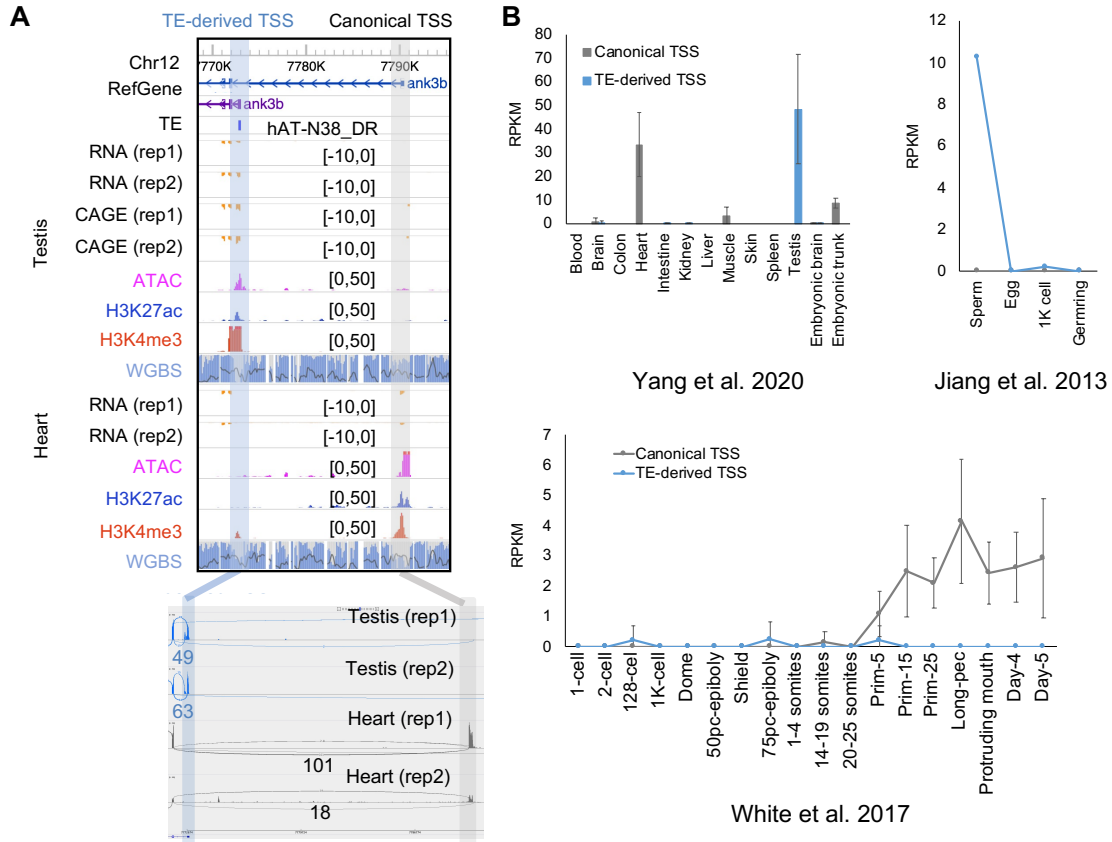 A
TE-derived TSS Canonical TSS
Chr12
7770K 7780K 7790K
RefGene
ank3b
ank3b
TE
hAT-N38_DR
Testis
RNA (rep1) [-10,0]
RNA (rep2) [-10,0]
CAGE (rep1) [-10,0]
CAGE (rep2) [-10,0]
ATAC [0,50]
H3K27ac [0,50]
H3K4me3 [0,50]
WGBS
Heart
RNA (rep1) [-10,0]
RNA (rep2) [-10,0]
ATAC [0,50]
H3K27ac [0,50]
H3K4me3 [0,50]
WGBS
Testis (rep1)
49
Testis (rep2)
63
Heart (rep1)
101
Heart (rep2)
18
B
RPKM
80
70
60
50
40
30
20
10
0
Canonical TSS
TE-derived TSS
Blood
Brain
Colon
Heart
Intestine
Kidney
Liver
Muscle
Skin
Spleen
Testis
Embryonic brain
Embryonic trunk
Yang et al. 2020
RPKM
12
10
8
6
4
2
0
Sperm
Egg
1K cell
Germring
Jiang et al. 2013
RPKM
7
6
5
4
3
2
1
0
Canonical TSS
TE-derived TSS
1-cell
2-cell
128-cel
1K-cell
Dome
50pc-epiboly
Shield
75pc-epiboly
1-4 somites
14-19 somites
20-25 somites
Prim-5
Prim-15
Prim-25
Long-pec
Protruding mouth
Day-4
Day-5
White et al. 2017